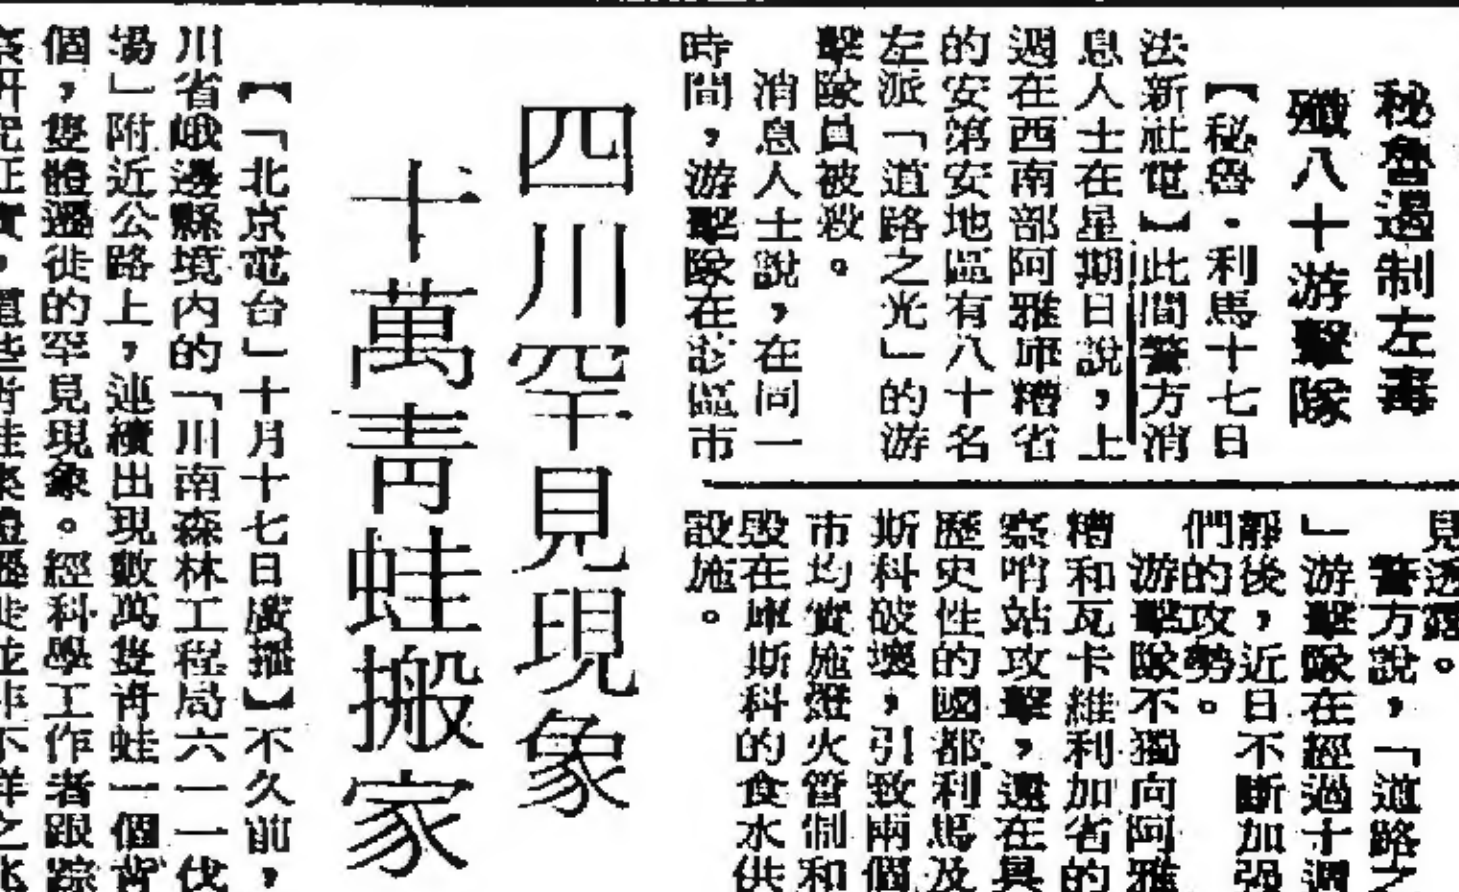 秘魯遏制左毒
殲八十游擊隊
【秘魯·利馬十七日
法新社電】此間警方消
息人士在星期日說，上
週在西南部阿雅庫糟省
的安第安地區有八十名
左派「道路之光」的游
擊隊員被殺。
消息人士說，在同一
時間，游擊隊在該區市
見透露。
警方說，「道路之
」游擊隊在經過十週
靜後，近日不斷加强
們的攻勢。
游擊隊不獨向阿雅
糟和瓦卡維利加省的
察哨站攻擊，還在具
歷史性的國都利馬及
斯科破壞，引致兩個
市均實施燈火管制和
毀在庫斯科的食水供
設施。
四川罕見現象
十萬青蛙搬家
【「北京電台」十月十七日廣播】不久前，
川省峨邊縣境內的「川南森林工程局六一一伐
場」附近公路上，連續出現數萬隻青蛙一個背
個，隻體遷徙的罕見現象。經科學工作者跟踪